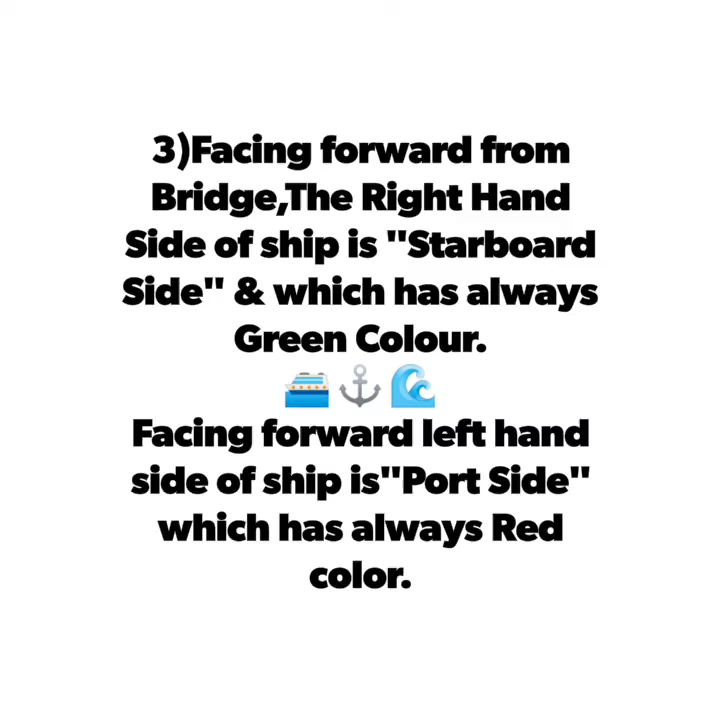 3)Facing forward from
Bridge,The Right Hand
Side of ship is "Starboard
Side" & which has always
Green Colour.
🛳️⚓🌊
Facing forward left hand
side of ship is"Port Side"
which has always Red
color.